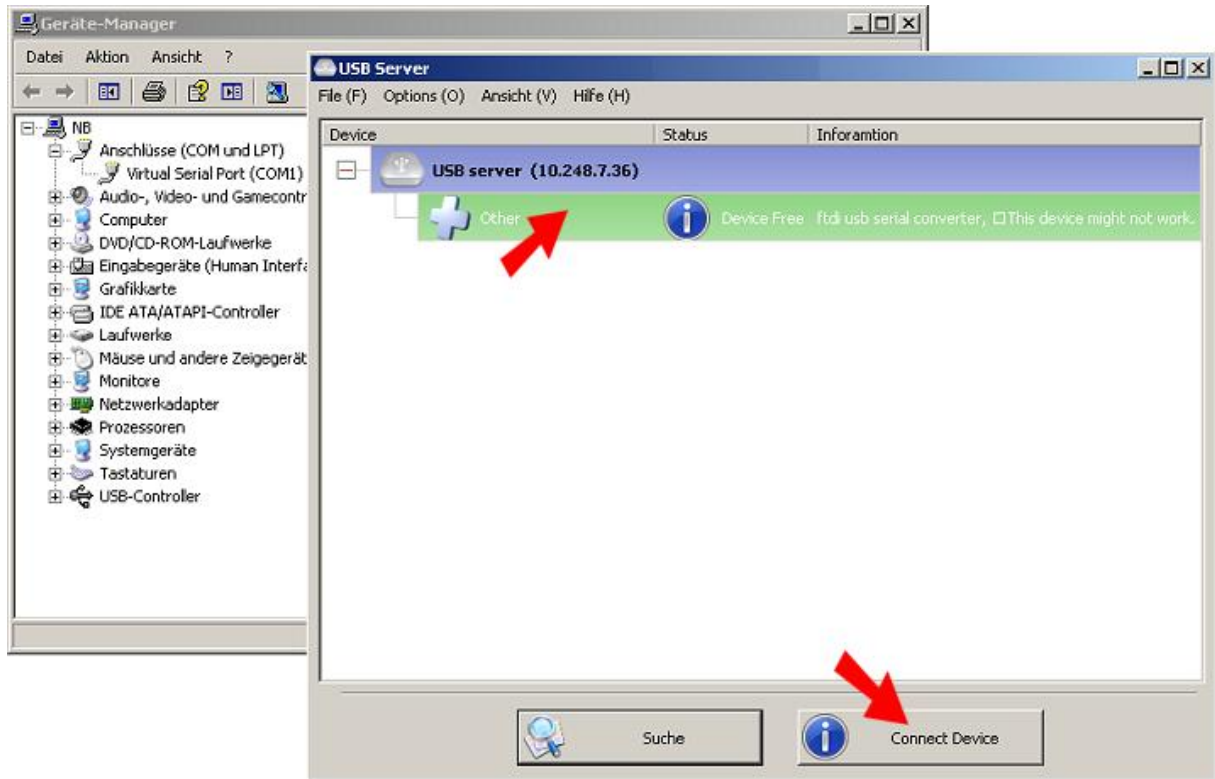 Geräte-Manager
Datei Aktion Ansicht ?
NB
Anschlüsse (COM und LPT)
Virtual Serial Port (COM1)
Audio-, Video- und Gamecontr
Computer
DVD/CD-ROM-Laufwerke
Eingabegeräte (Human Interfa
Grafikkarte
IDE ATA/ATAPI-Controller
Laufwerke
Mäuse und andere Zeigegerät
Monitore
Netzwerkadapter
Prozessoren
Systemgeräte
Tastaturen
USB-Controller
USB Server
File (F) Options (O) Ansicht (V) Hilfe (H)
Device Status Inforamtion
USB server (10.248.7.36)
Other Device Free ftdi usb serial converter, □This device might not work.
Suche Connect Device